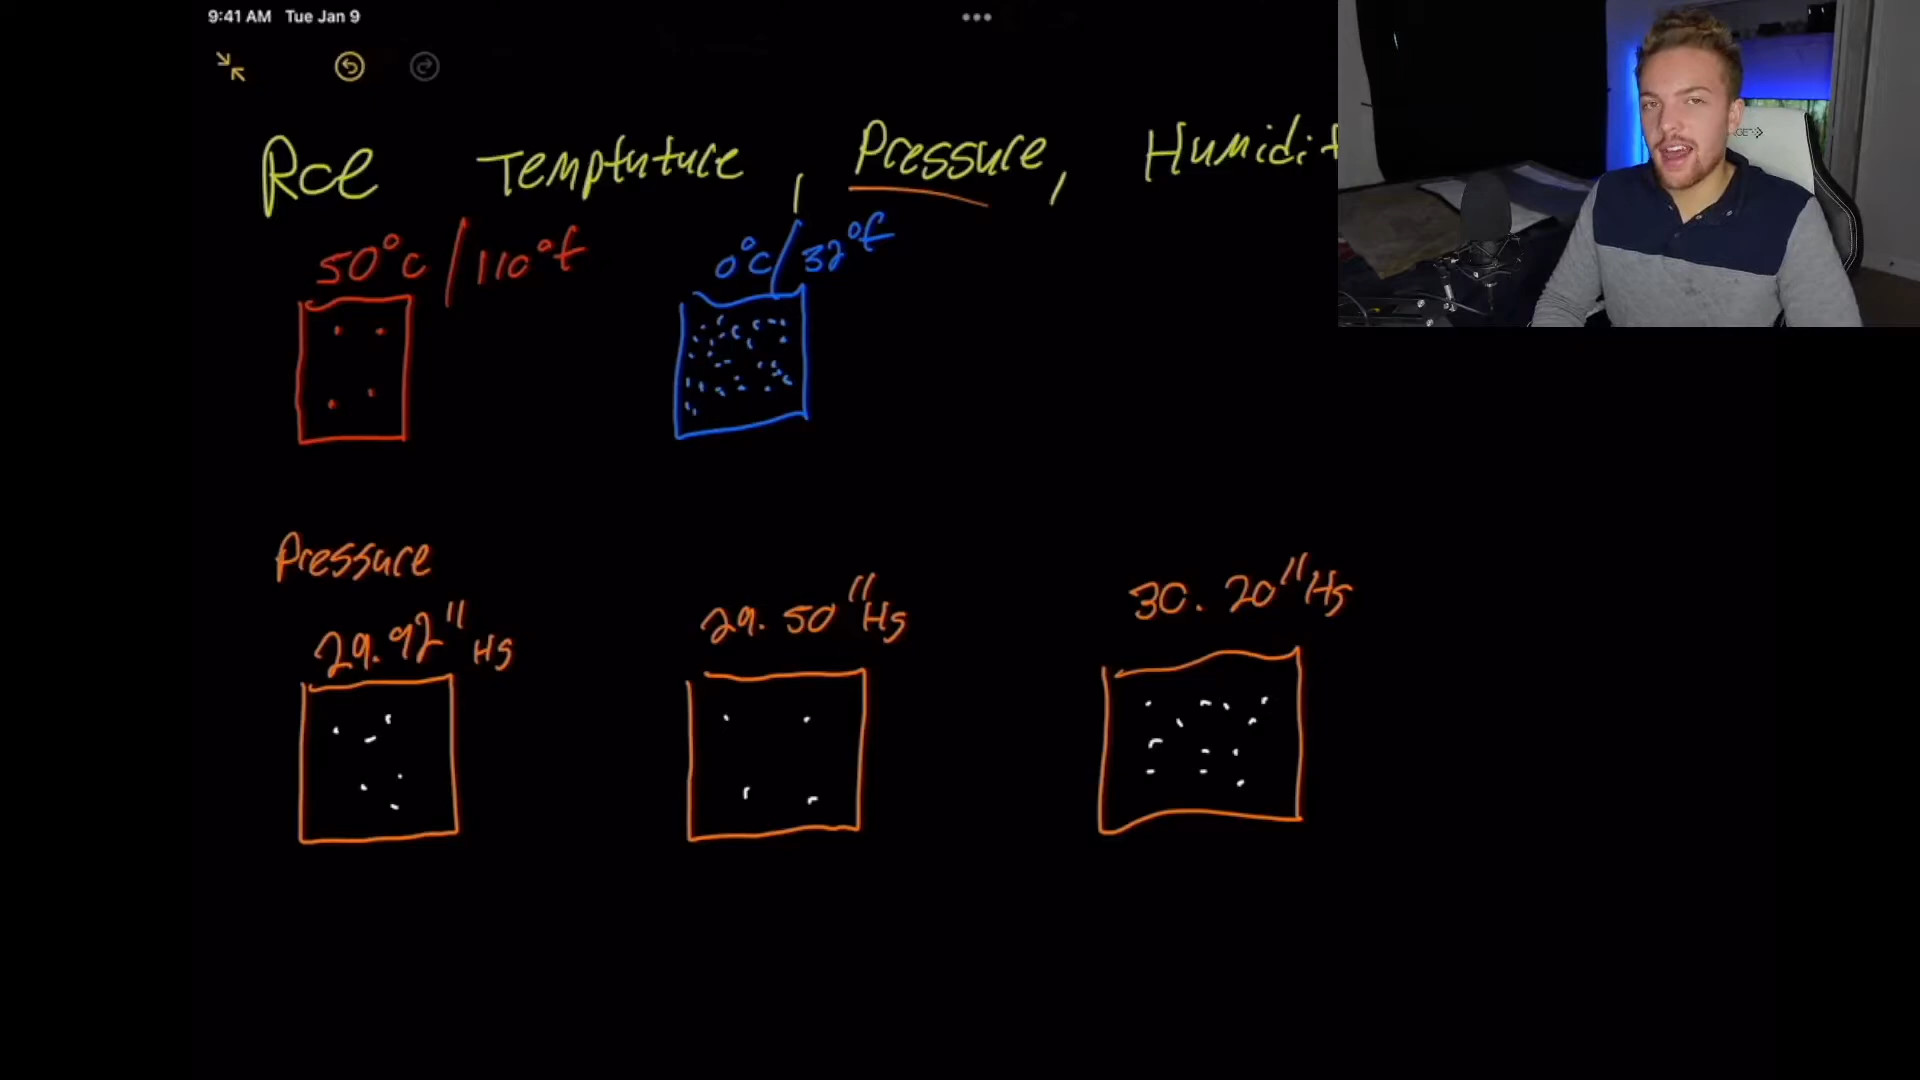 9:41 AM Tue Jan 9
Roe Temptuture, Pressure, Humidit
50°C/110°f
0°C/32°f
Pressure
29.92" Hg
29.50" Hg
30.20" Hg